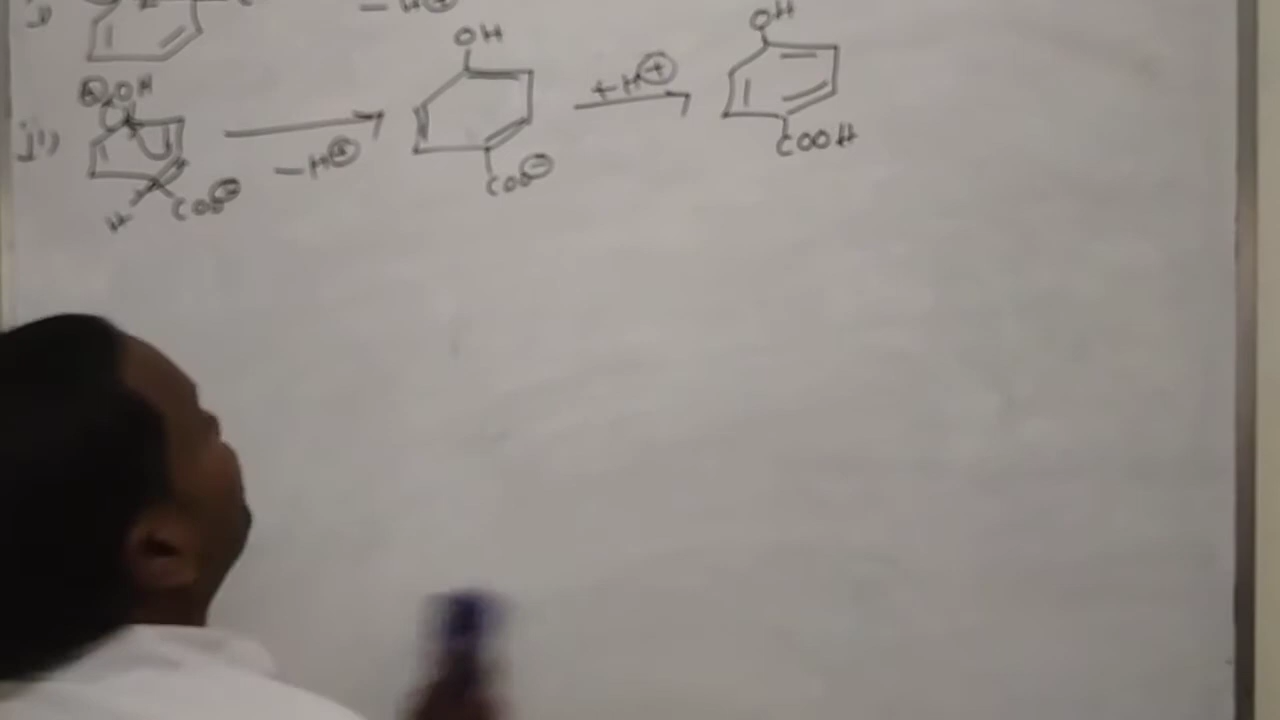 i) − H⊕
ii) ⊕OH H COO⊖ − H⊕ OH COO⊖ + H⊕ OH COOH